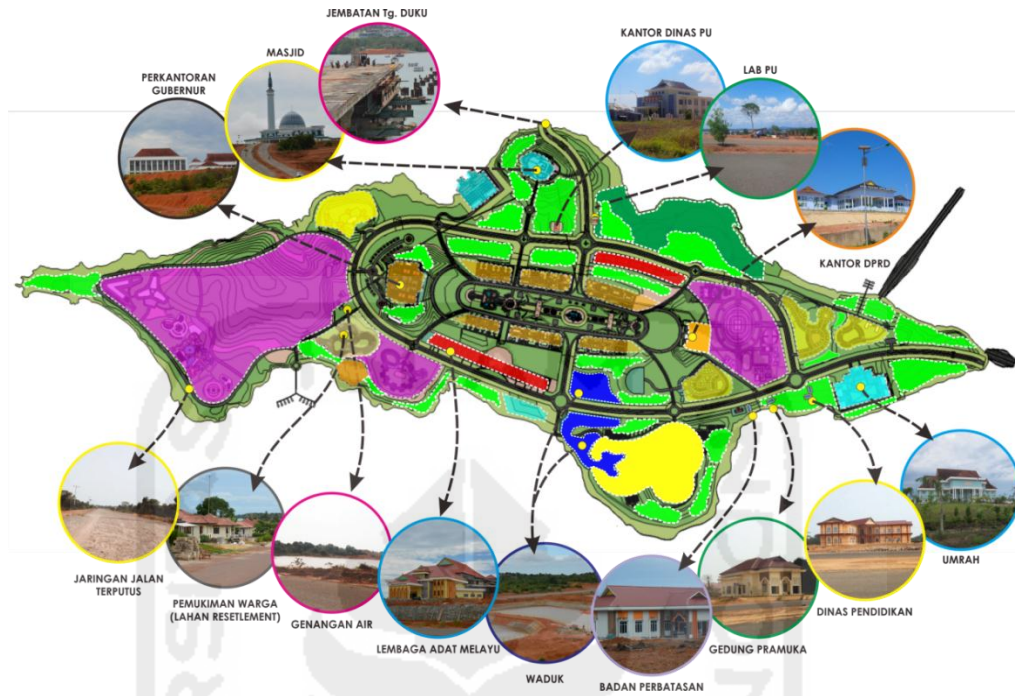 JEMBATAN Tg. DUKU
MASJID
PERKANTORAN
GUBERNUR
KANTOR DINAS PU
LAB PU
KANTOR DPRD
JARINGAN JALAN
TERPUTUS
PEMUKIMAN WARGA
(LAHAN RESETLEMENT)
GENANGAN AIR
LEMBAGA ADAT MELAYU
WADUK
BADAN PERBATASAN
GEDUNG PRAMUKA
DINAS PENDIDIKAN
UMRAH